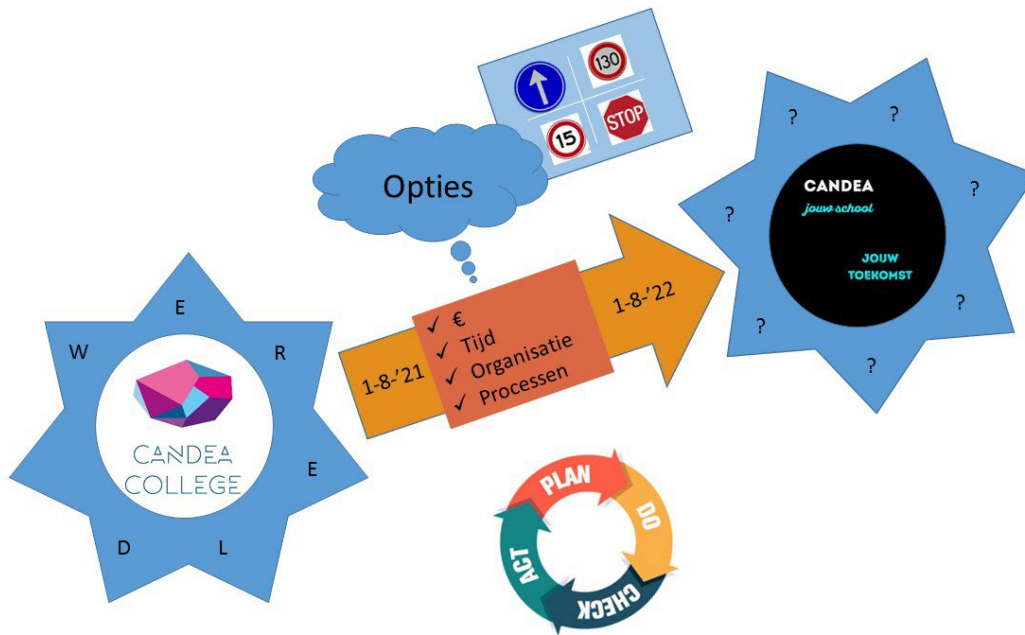 130
15
STOP
Opties
?
?
?
?
?
?
?
CANDEA
jouw school
JOUW
TOEKOMST
1-8-'21
✓ €
✓ Tijd
✓ Organisatie
✓ Processen
1-8-'22
W
E
R
E
L
D
CANDEA
COLLEGE
PLAN
DO
CHECK
ACT